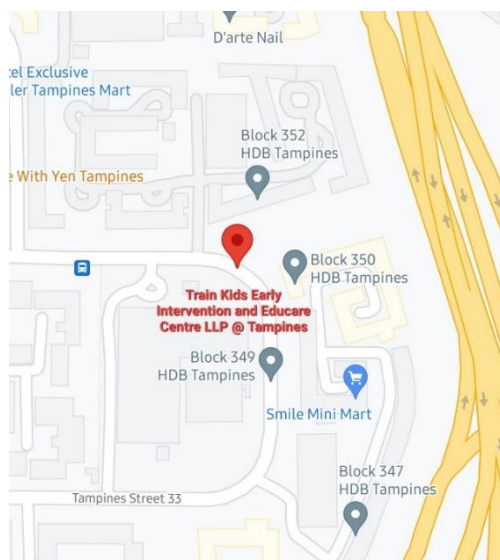 D'arte Nail
tel Exclusive
ler Tampines Mart
Block 352
HDB Tampines
e With Yen Tampines
Block 350
HDB Tampines
Train Kids Early
Intervention and Educare
Centre LLP @ Tampines
Block 349
HDB Tampines
Smile Mini Mart
Block 347
HDB Tampines
Tampines Street 33